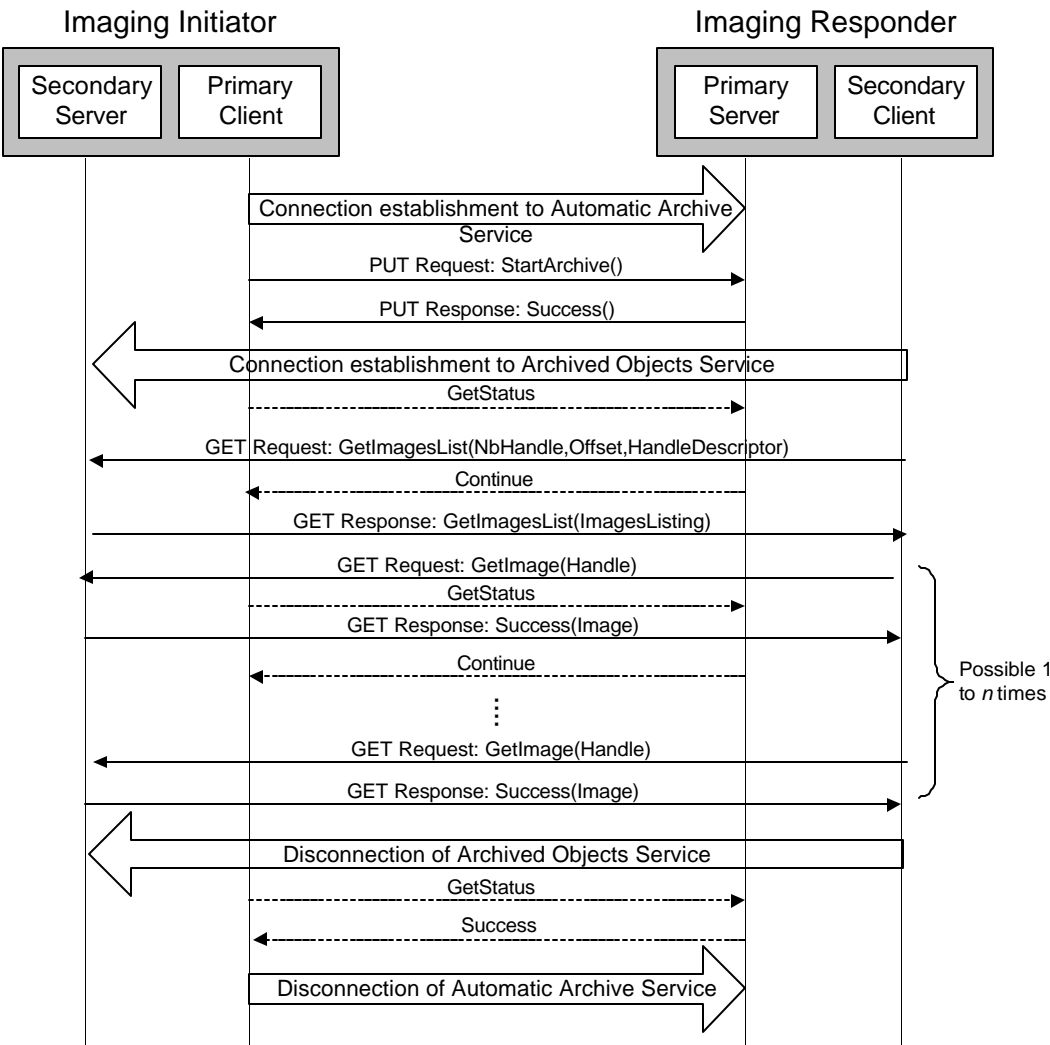 Imaging Initiator
Imaging Responder
Secondary
Server
Primary
Client
Primary
Server
Secondary
Client
Connection establishment to Automatic Archive
Service
PUT Request: StartArchive()
PUT Response: Success()
Connection establishment to Archived Objects Service
GetStatus
GET Request: GetImagesList(NbHandle,Offset,HandleDescriptor)
Continue
GET Response: GetImagesList(ImagesListing)
GET Request: GetImage(Handle)
GetStatus
GET Response: Success(Image)
Continue
Possible 1
to n times
GET Request: GetImage(Handle)
GET Response: Success(Image)
Disconnection of Archived Objects Service
GetStatus
Success
Disconnection of Automatic Archive Service